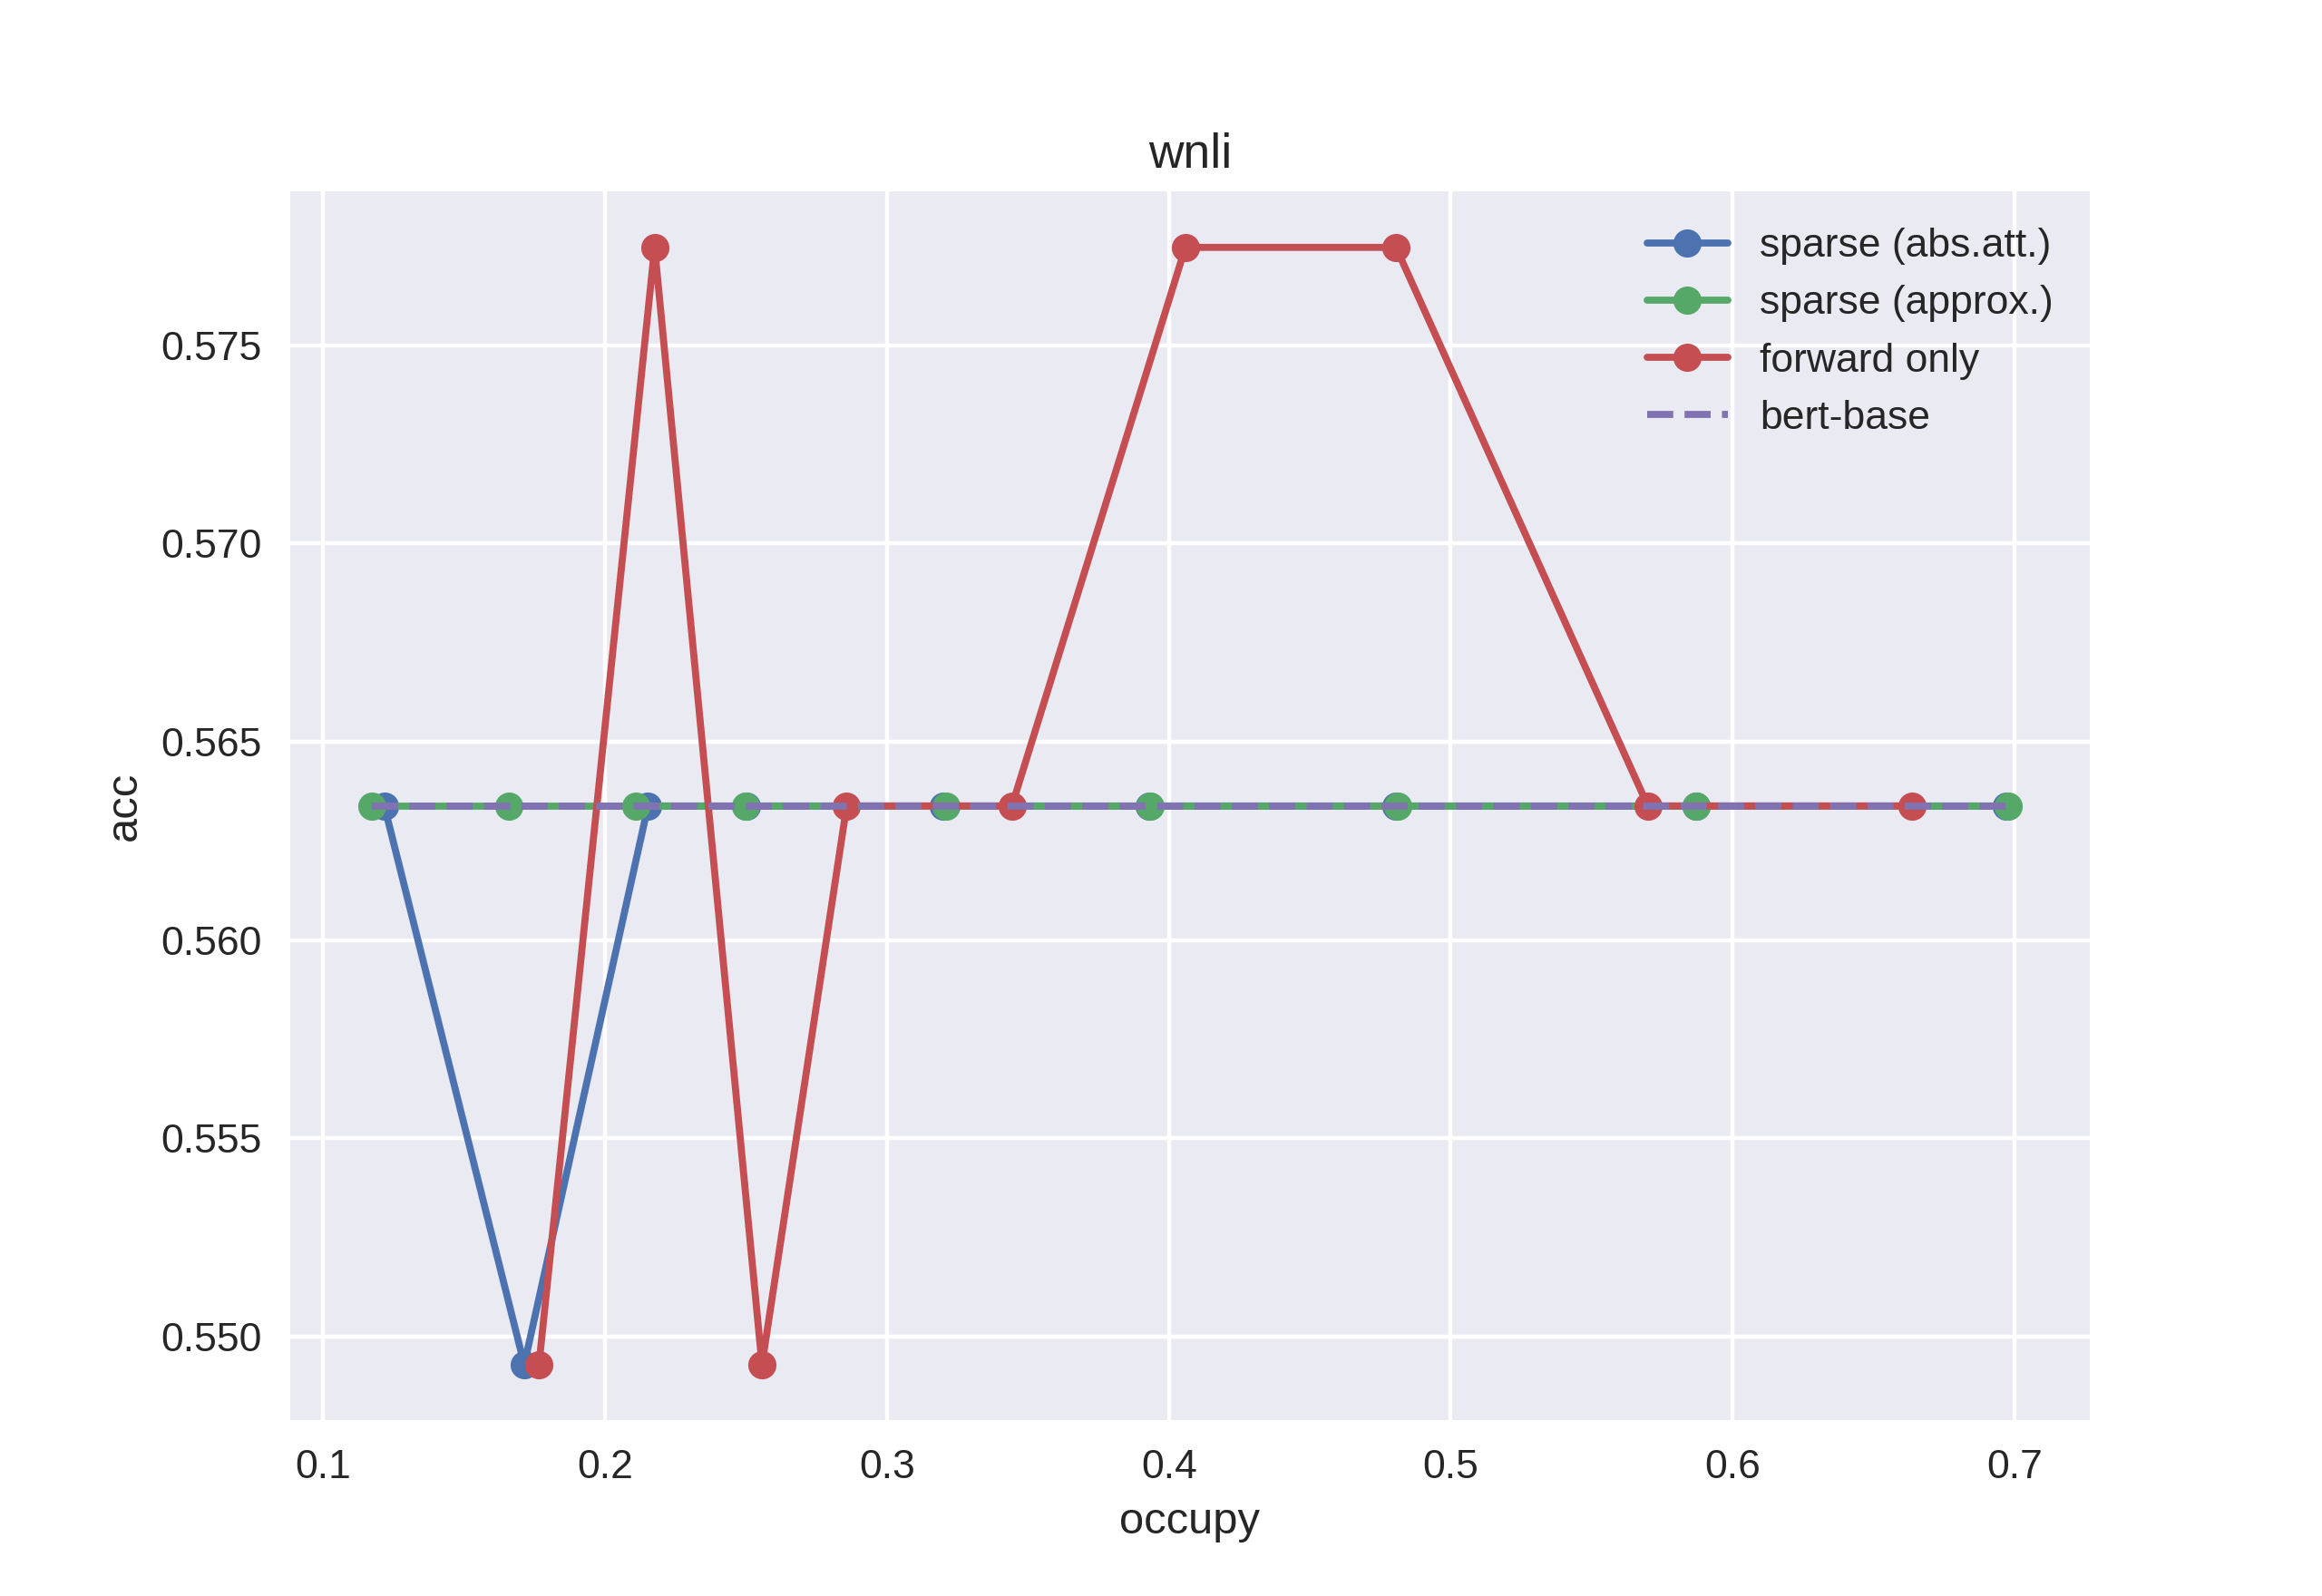 wnli
sparse (abs.att.)
sparse (approx.)
forward only
bert-base
0.575
0.570
0.565
0.560
0.555
0.550
acc
0.1 0.2 0.3 0.4 0.5 0.6 0.7
occupy